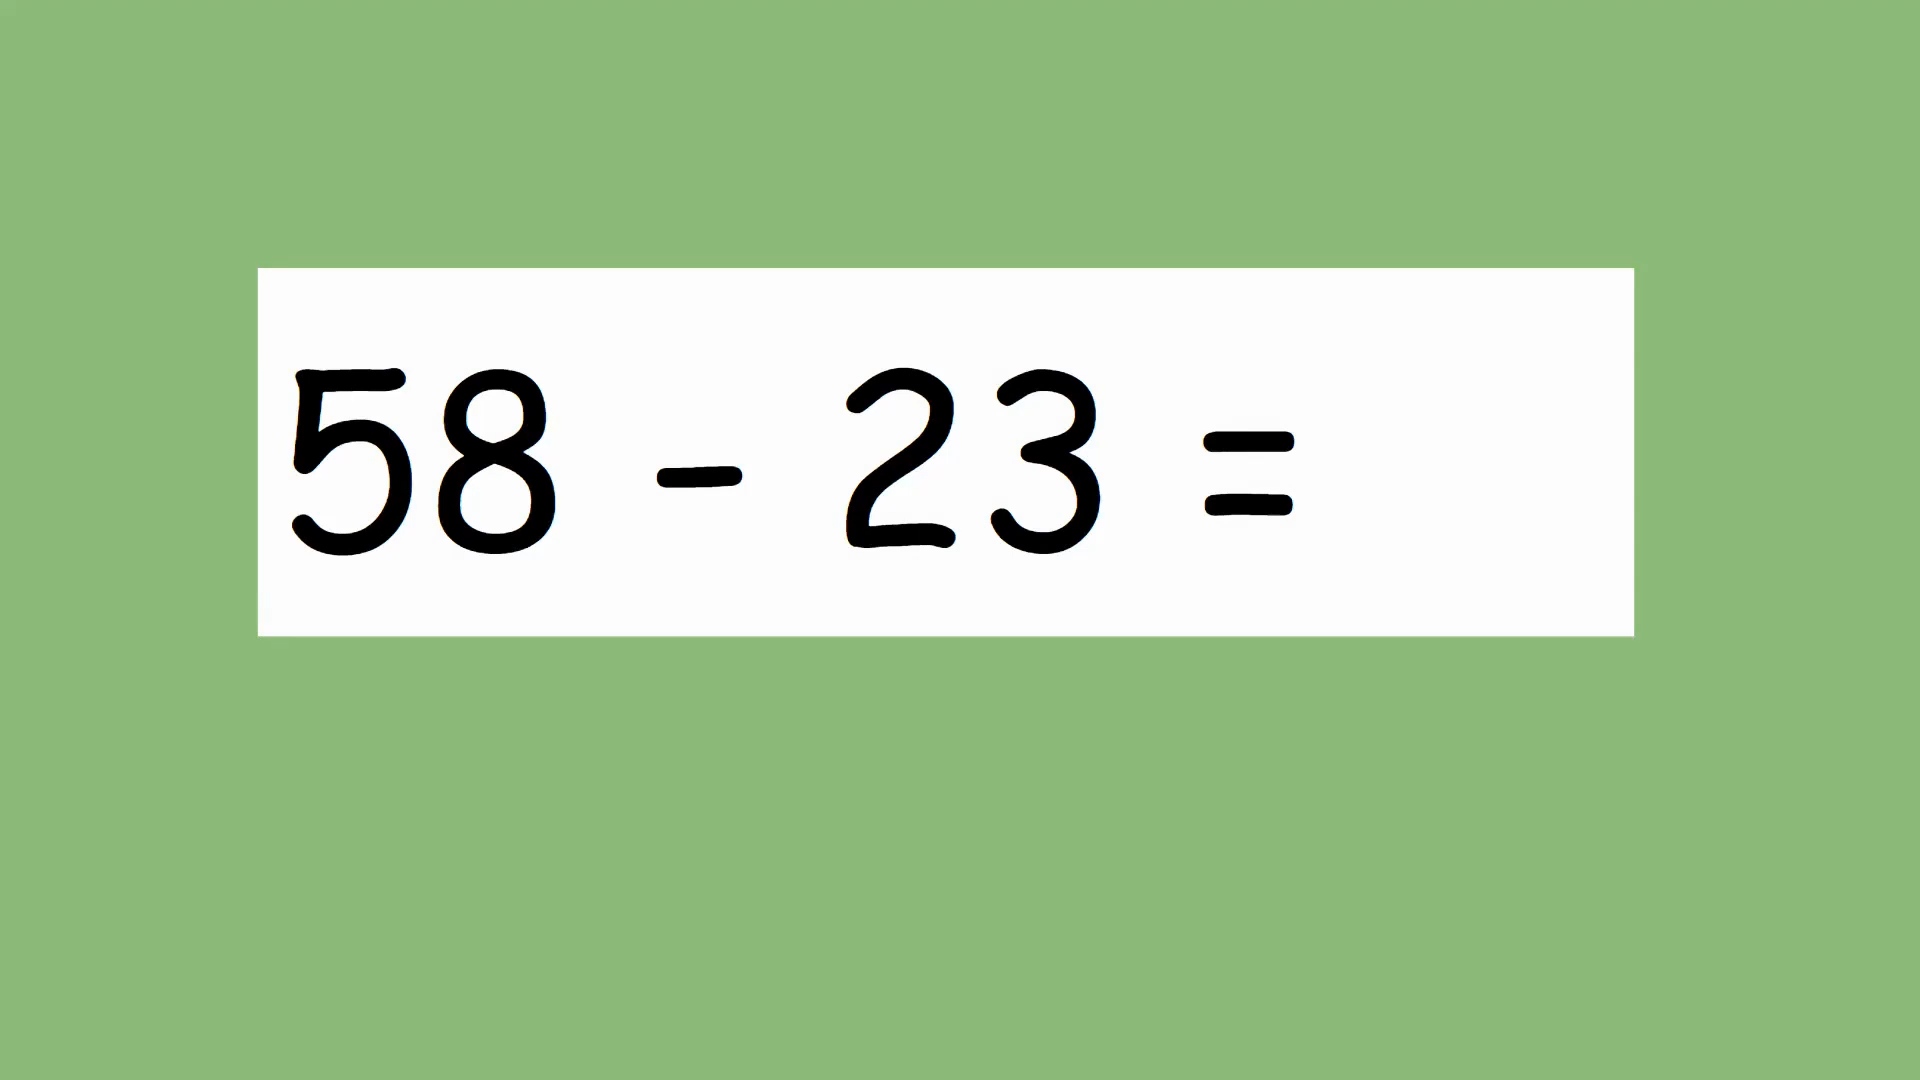 58 - 23 =